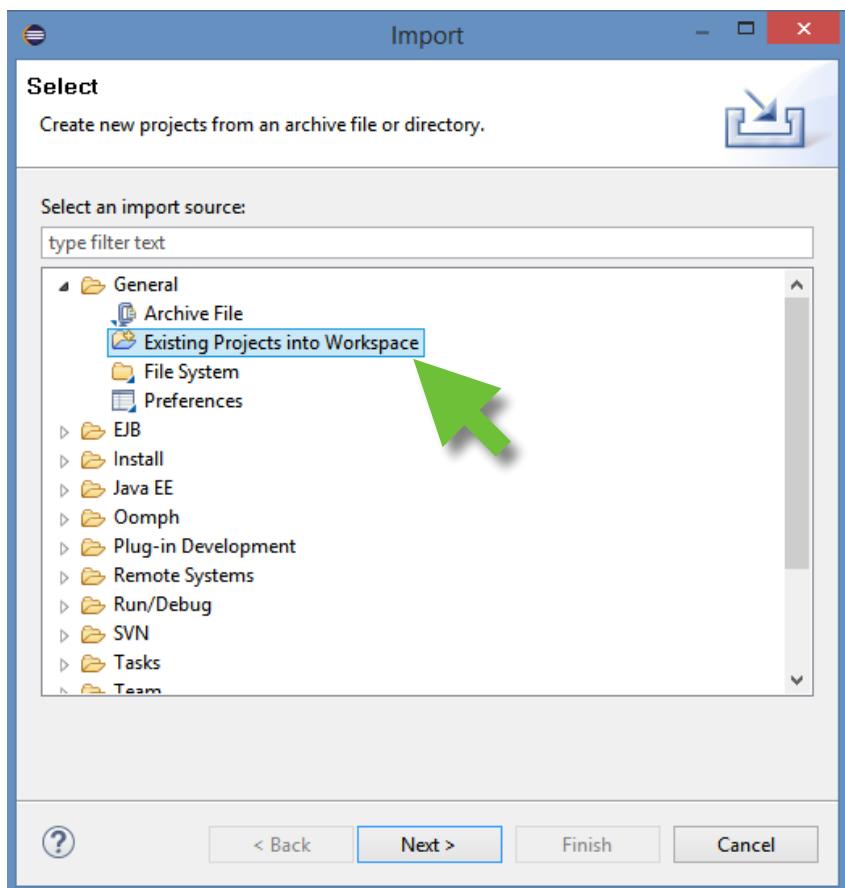 Import
Select
Create new projects from an archive file or directory.
Select an import source:
type filter text
General
Archive File
Existing Projects into Workspace
File System
Preferences
EJB
Install
Java EE
Oomph
Plug-in Development
Remote Systems
Run/Debug
SVN
Tasks
Team
? < Back Next > Finish Cancel